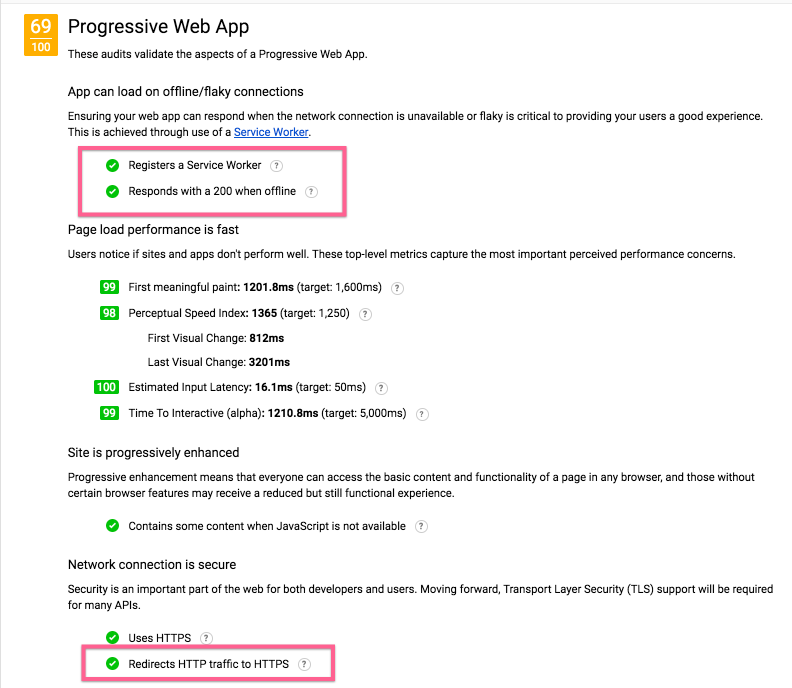 69
100
Progressive Web App
These audits validate the aspects of a Progressive Web App.
App can load on offline/flaky connections
Ensuring your web app can respond when the network connection is unavailable or flaky is critical to providing your users a good experience.
This is achieved through use of a Service Worker.
Registers a Service Worker ?
Responds with a 200 when offline ?
Page load performance is fast
Users notice if sites and apps don't perform well. These top-level metrics capture the most important perceived performance concerns.
99 First meaningful paint: 1201.8ms (target: 1,600ms) ?
98 Perceptual Speed Index: 1365 (target: 1,250) ?
First Visual Change: 812ms
Last Visual Change: 3201ms
100 Estimated Input Latency: 16.1ms (target: 50ms) ?
99 Time To Interactive (alpha): 1210.8ms (target: 5,000ms) ?
Site is progressively enhanced
Progressive enhancement means that everyone can access the basic content and functionality of a page in any browser, and those without
certain browser features may receive a reduced but still functional experience.
Contains some content when JavaScript is not available ?
Network connection is secure
Security is an important part of the web for both developers and users. Moving forward, Transport Layer Security (TLS) support will be required
for many APIs.
Uses HTTPS ?
Redirects HTTP traffic to HTTPS ?